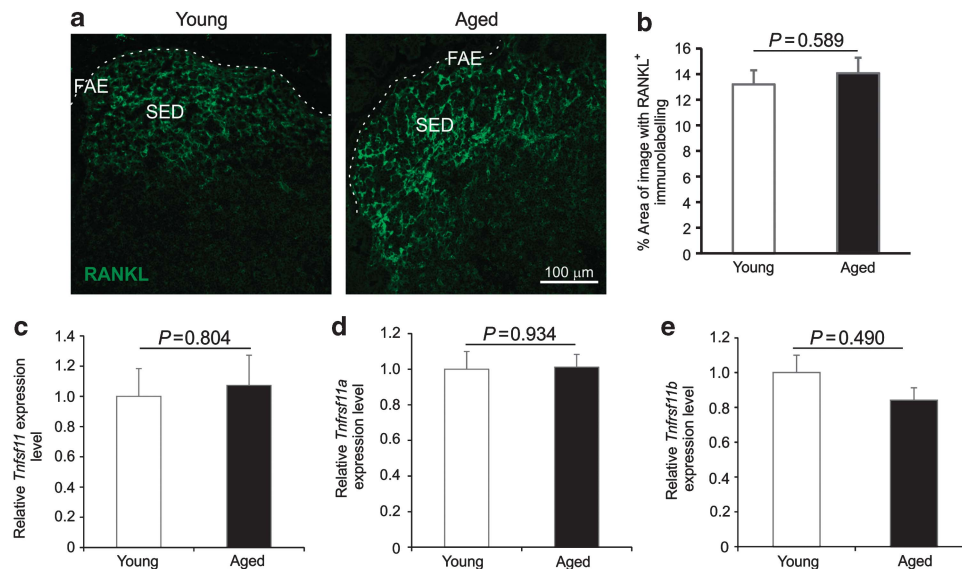 a
Young
Aged
FAE
SED
RANKL
FAE
SED
100 μm
b
P=0.589
% Area of image with RANKL⁺
immunolabelling
16
14
12
10
8
6
4
2
0
Young
Aged
c
P=0.804
Relative Tnfsf11 expression
level
1.4
1.2
1.0
0.8
0.6
0.4
0.2
0
Young
Aged
d
P=0.934
Relative Tnfrsf11a
expression level
1.2
1.0
0.8
0.6
0.4
0.2
0
Young
Aged
e
P=0.490
Relative Tnfrsf11b
expression level
1.2
1.0
0.8
0.6
0.4
0.2
0
Young
Aged